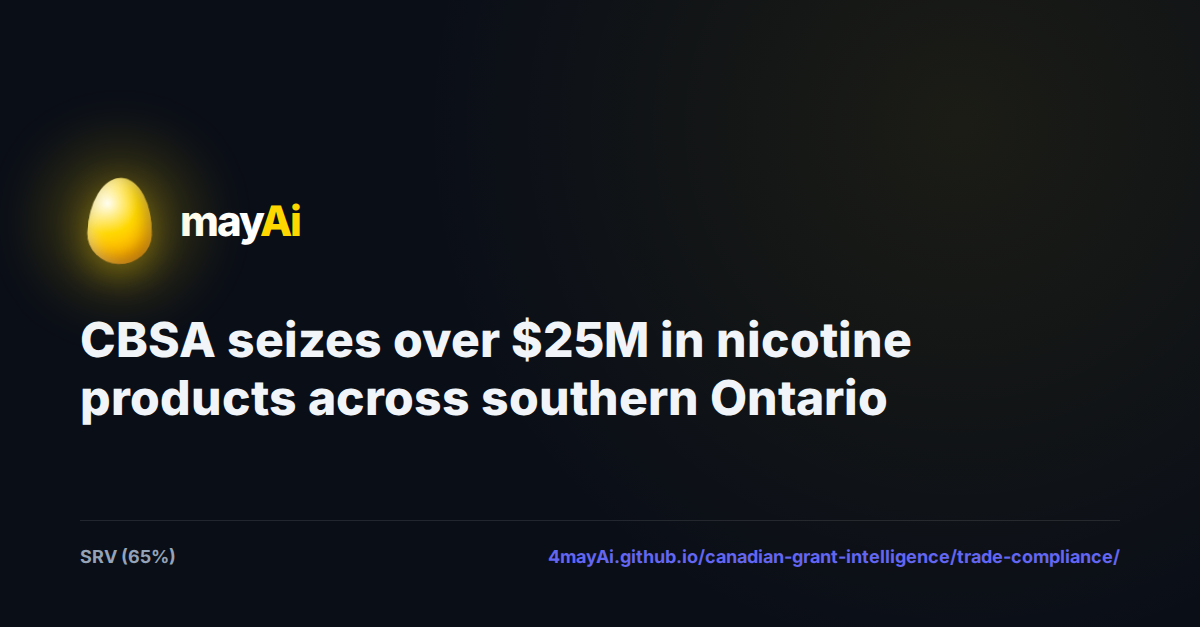 mayAi
CBSA seizes over $25M in nicotine
products across southern Ontario
SRV (65%)
4mayAi.github.io/canadian-grant-intelligence/trade-compliance/